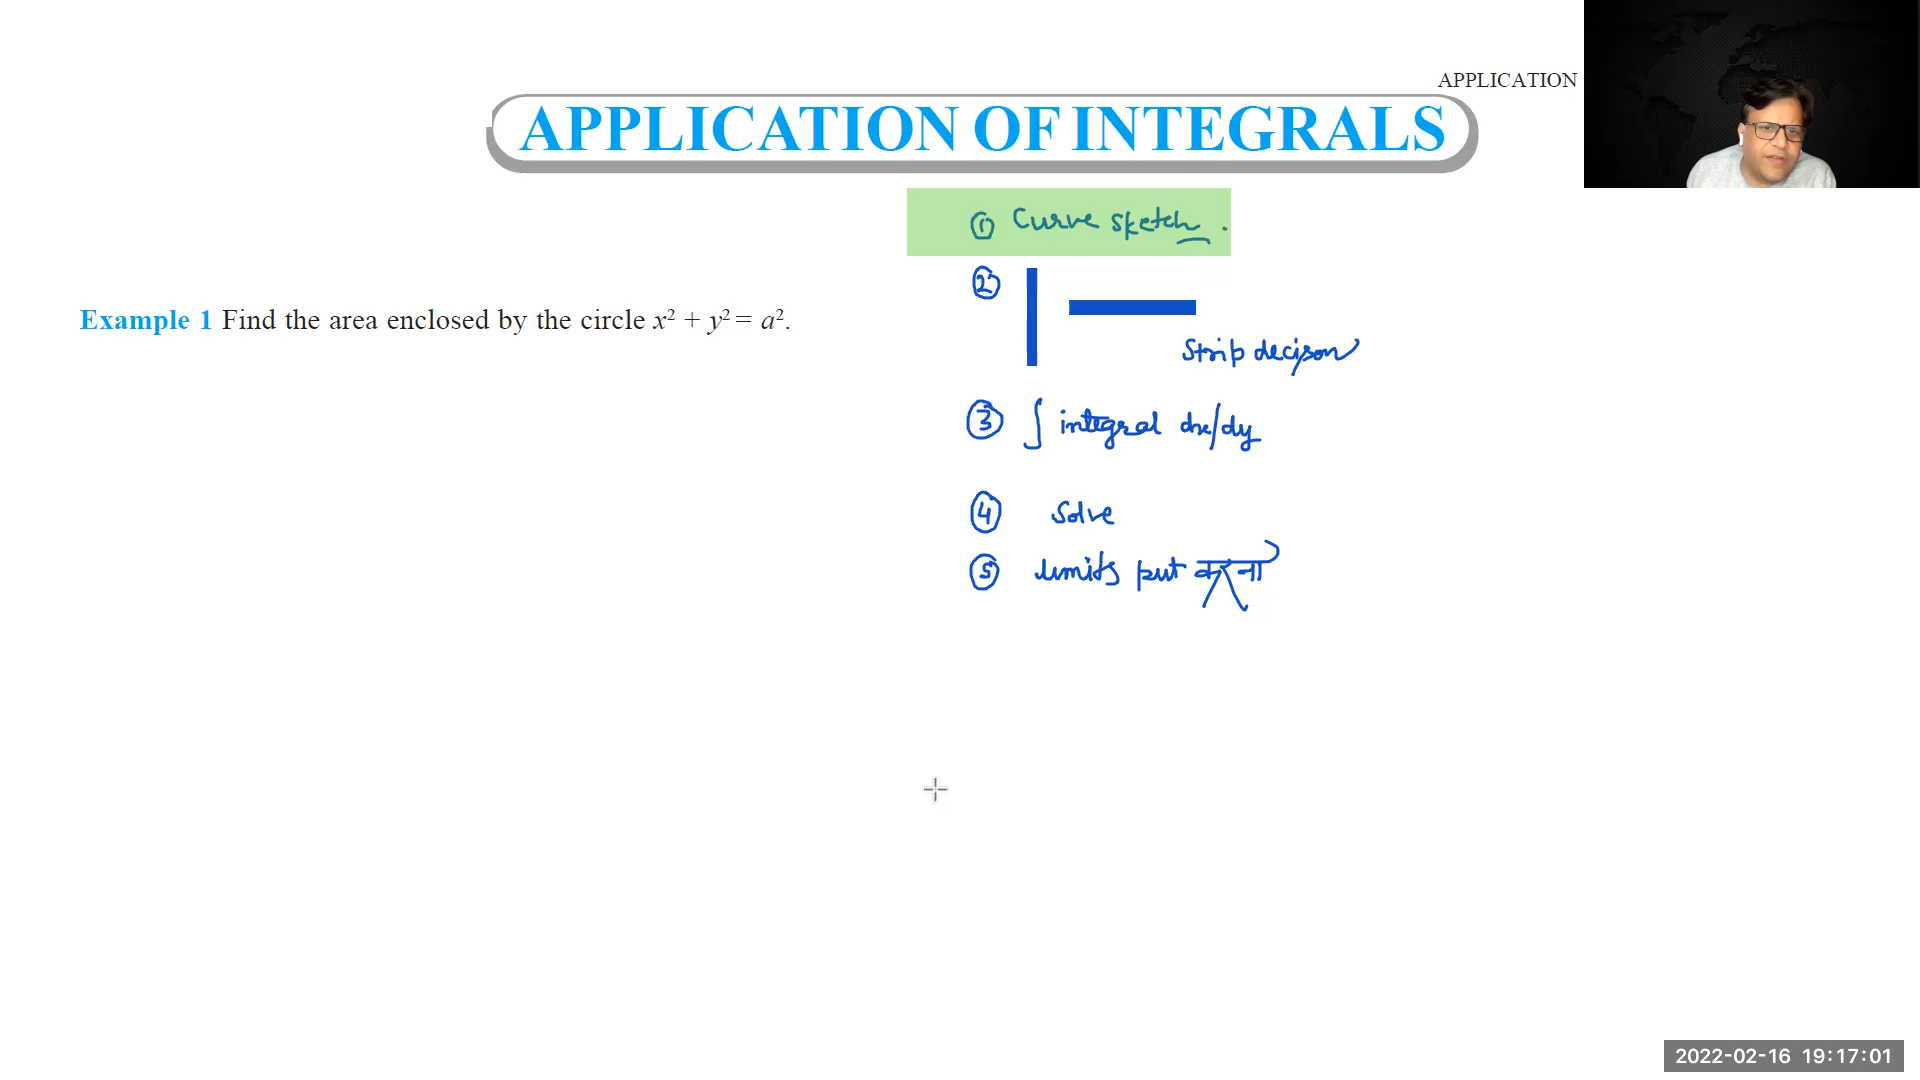 APPLICATION
APPLICATION OF INTEGRALS
① Curve sketch.
②
Example 1 Find the area enclosed by the circle x² + y² = a².
Strip decison
③ ∫ integral dx/dy
④ Solve
⑤ limits put करना
2022-02-16 19:17:01